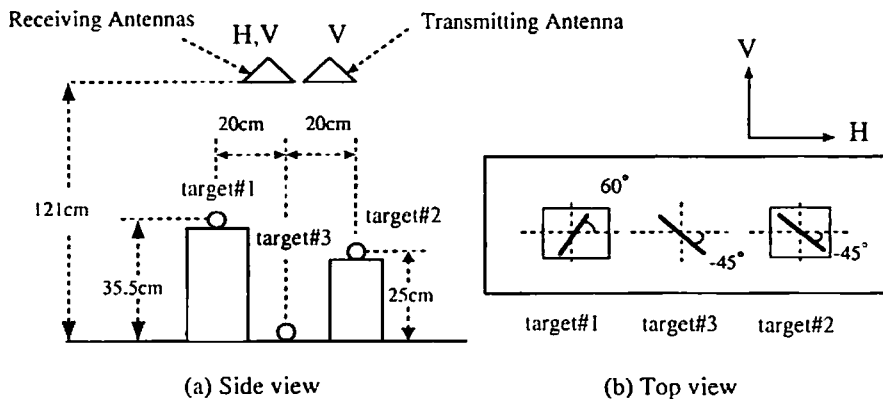 Receiving Antennas
H,V
V
Transmitting Antenna
20cm
20cm
target#1
121cm
target#3
target#2
35.5cm
25cm
(a) Side view
V
H
60°
-45°
-45°
target#1
target#3
target#2
(b) Top view